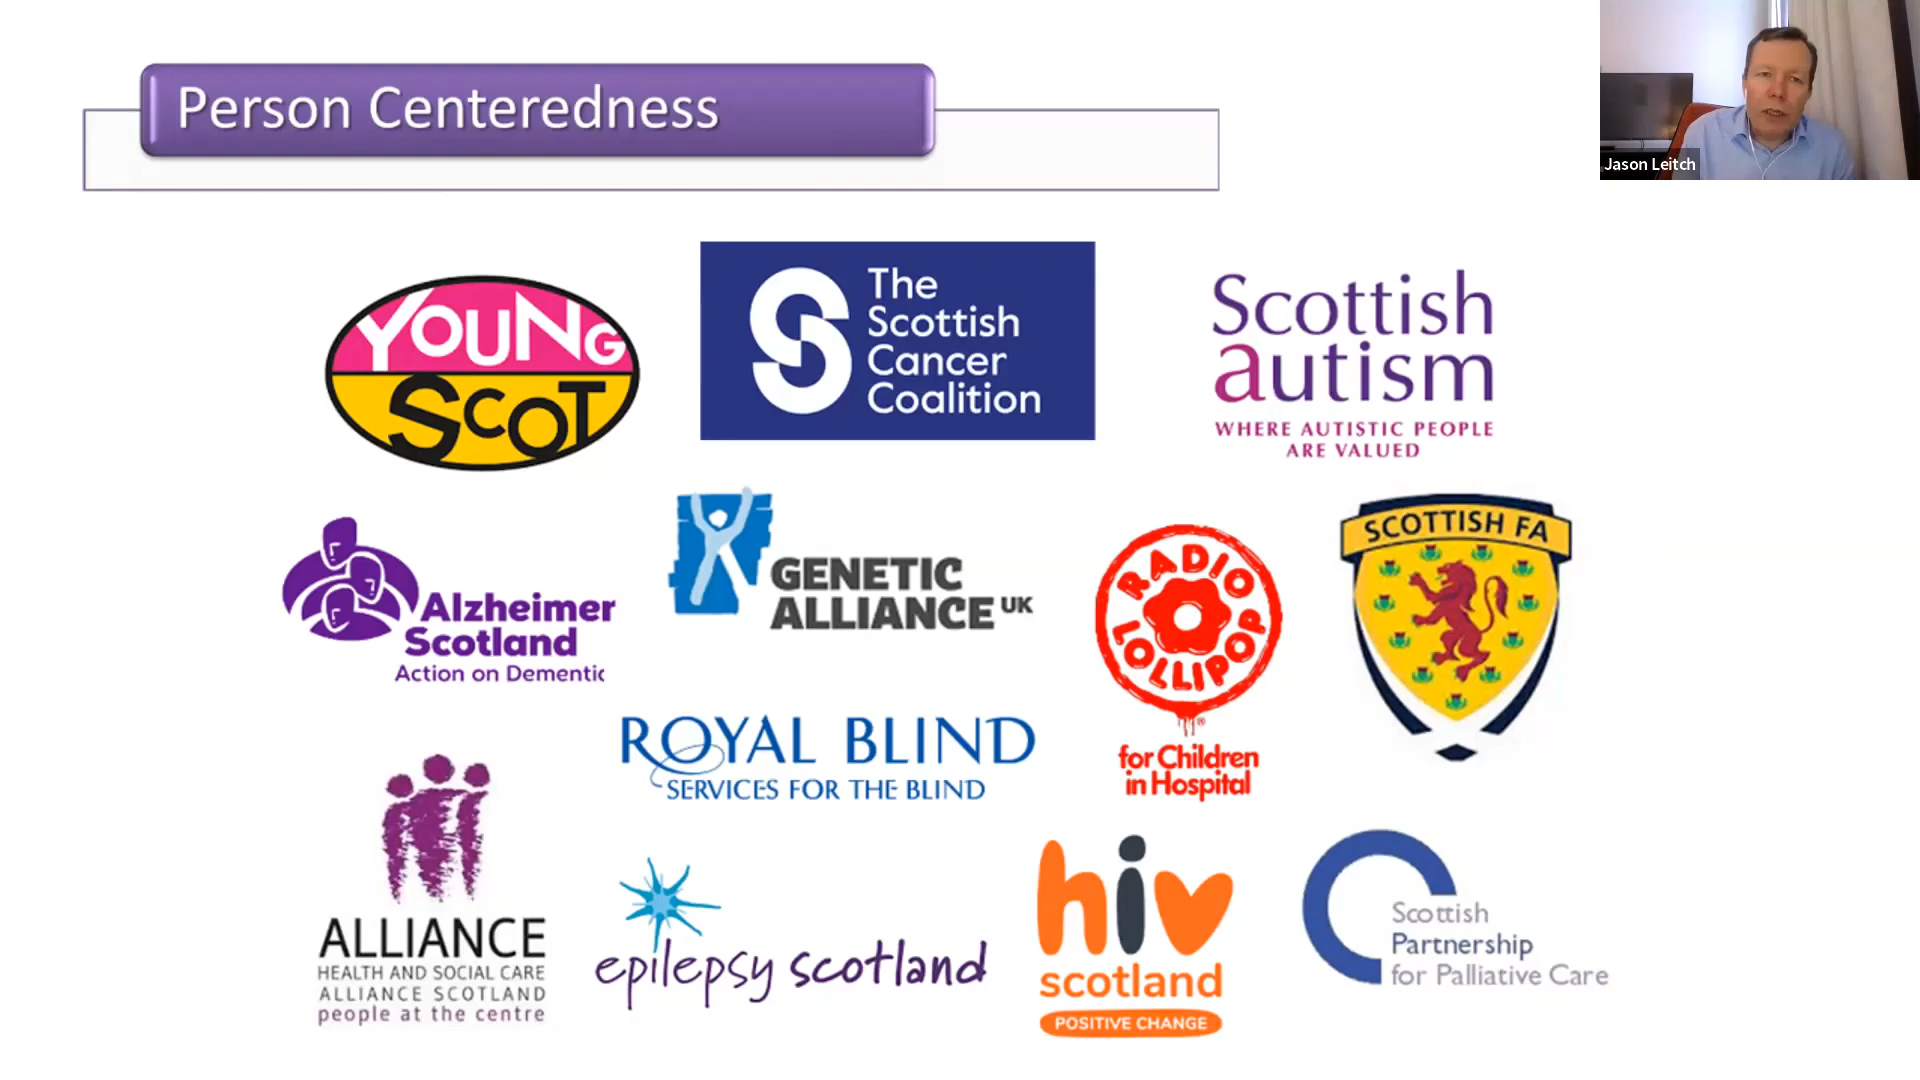 Person Centeredness
Jason Leitch
YOUNG
SCOT
The
Scottish
Cancer
Coalition
Scottish
autism
WHERE AUTISTIC PEOPLE
ARE VALUED
Alzheimer
Scotland
Action on Dementic
GENETIC
ALLIANCE UK
RADIO
LOLLIPOP
®
for Children
in Hospital
SCOTTISH FA
ROYAL BLIND
SERVICES FOR THE BLIND
ALLIANCE
HEALTH AND SOCIAL CARE
ALLIANCE SCOTLAND
people at the centre
epilepsy scotland
hiv
scotland
POSITIVE CHANGE
Scottish
Partnership
for Palliative Care